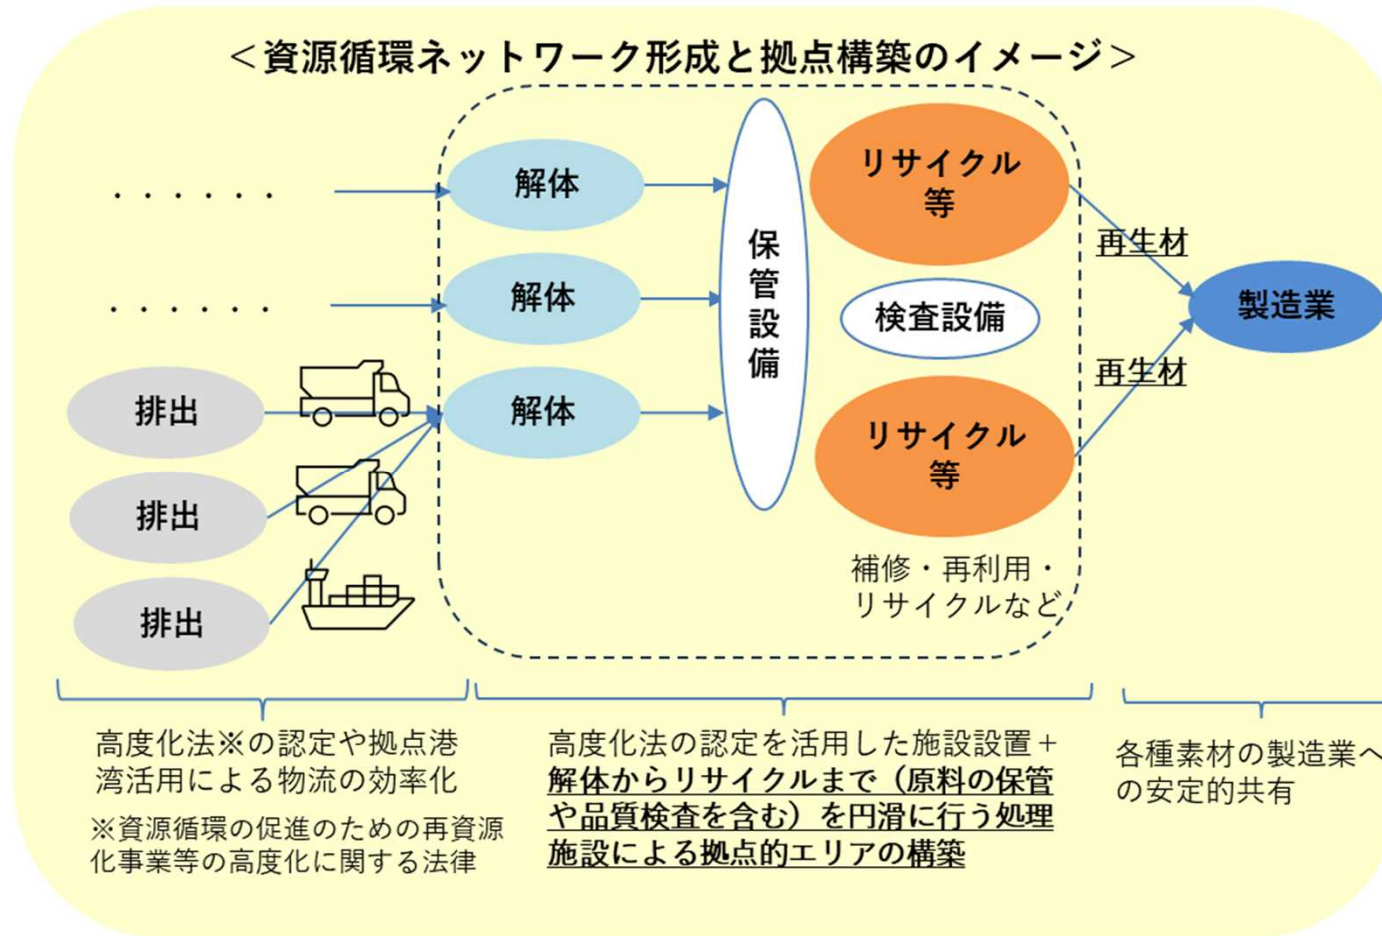 ＜資源循環ネットワーク形成と拠点構築のイメージ＞
・・・・・・
解体
リサイクル
等
再生材
・・・・・・
解体
保管設備
検査設備
製造業
排出
解体
再生材
リサイクル
等
排出
排出
補修・再利用・
リサイクルなど
高度化法※の認定や拠点港
湾活用による物流の効率化
※資源循環の促進のための再資源
化事業等の高度化に関する法律
高度化法の認定を活用した施設設置＋
解体からリサイクルまで（原料の保管
や品質検査を含む）を円滑に行う処理
施設による拠点的エリアの構築
各種素材の製造業へ
の安定的共有